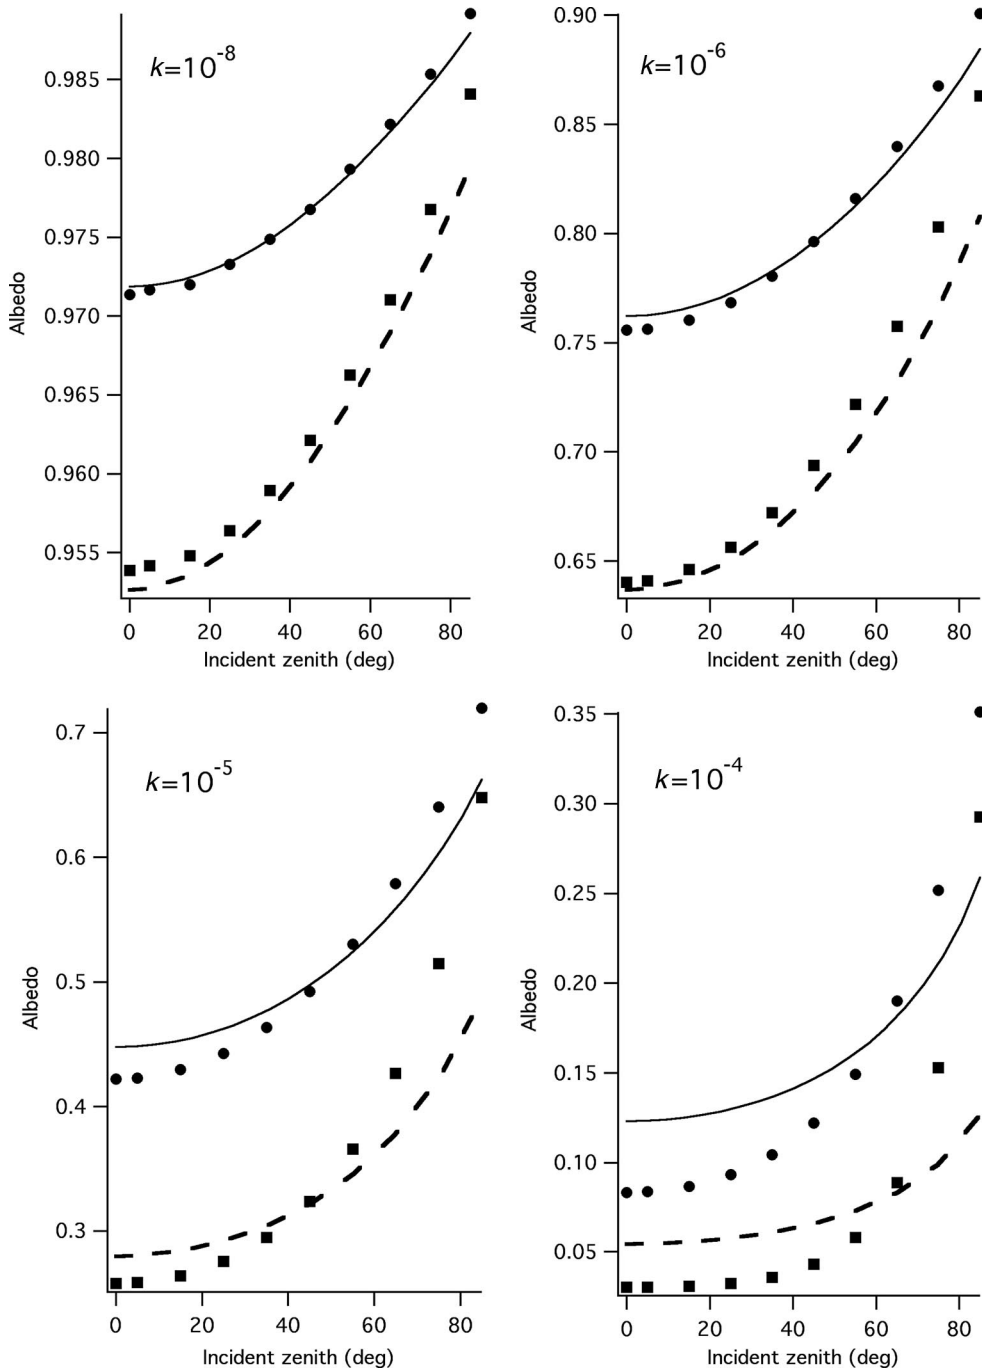 k=10-8
0.985
0.980
0.975
0.970
0.965
0.960
0.955
Albedo
0 20 40 60 80
Incident zenith (deg)
k=10-6
0.90
0.85
0.80
0.75
0.70
0.65
Albedo
0 20 40 60 80
Incident zenith (deg)
k=10-5
0.7
0.6
0.5
0.4
0.3
Albedo
0 20 40 60 80
Incident zenith (deg)
k=10-4
0.35
0.30
0.25
0.20
0.15
0.10
0.05
Albedo
0 20 40 60 80
Incident zenith (deg)